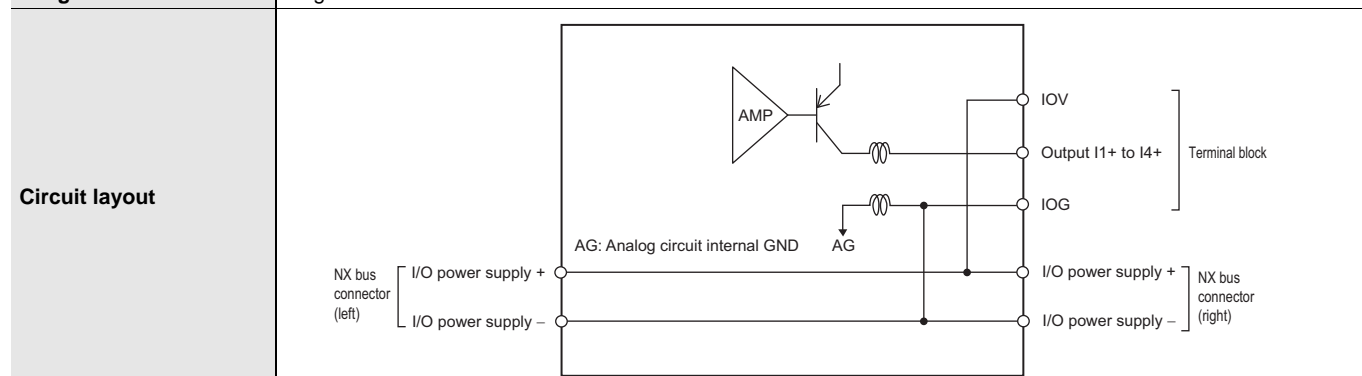 Circuit layout
AMP
IOV
Output I1+ to I4+
Terminal block
IOG
AG: Analog circuit internal GND
AG
NX bus
connector
(left)
I/O power supply +
I/O power supply –
I/O power supply +
I/O power supply –
NX bus
connector
(right)